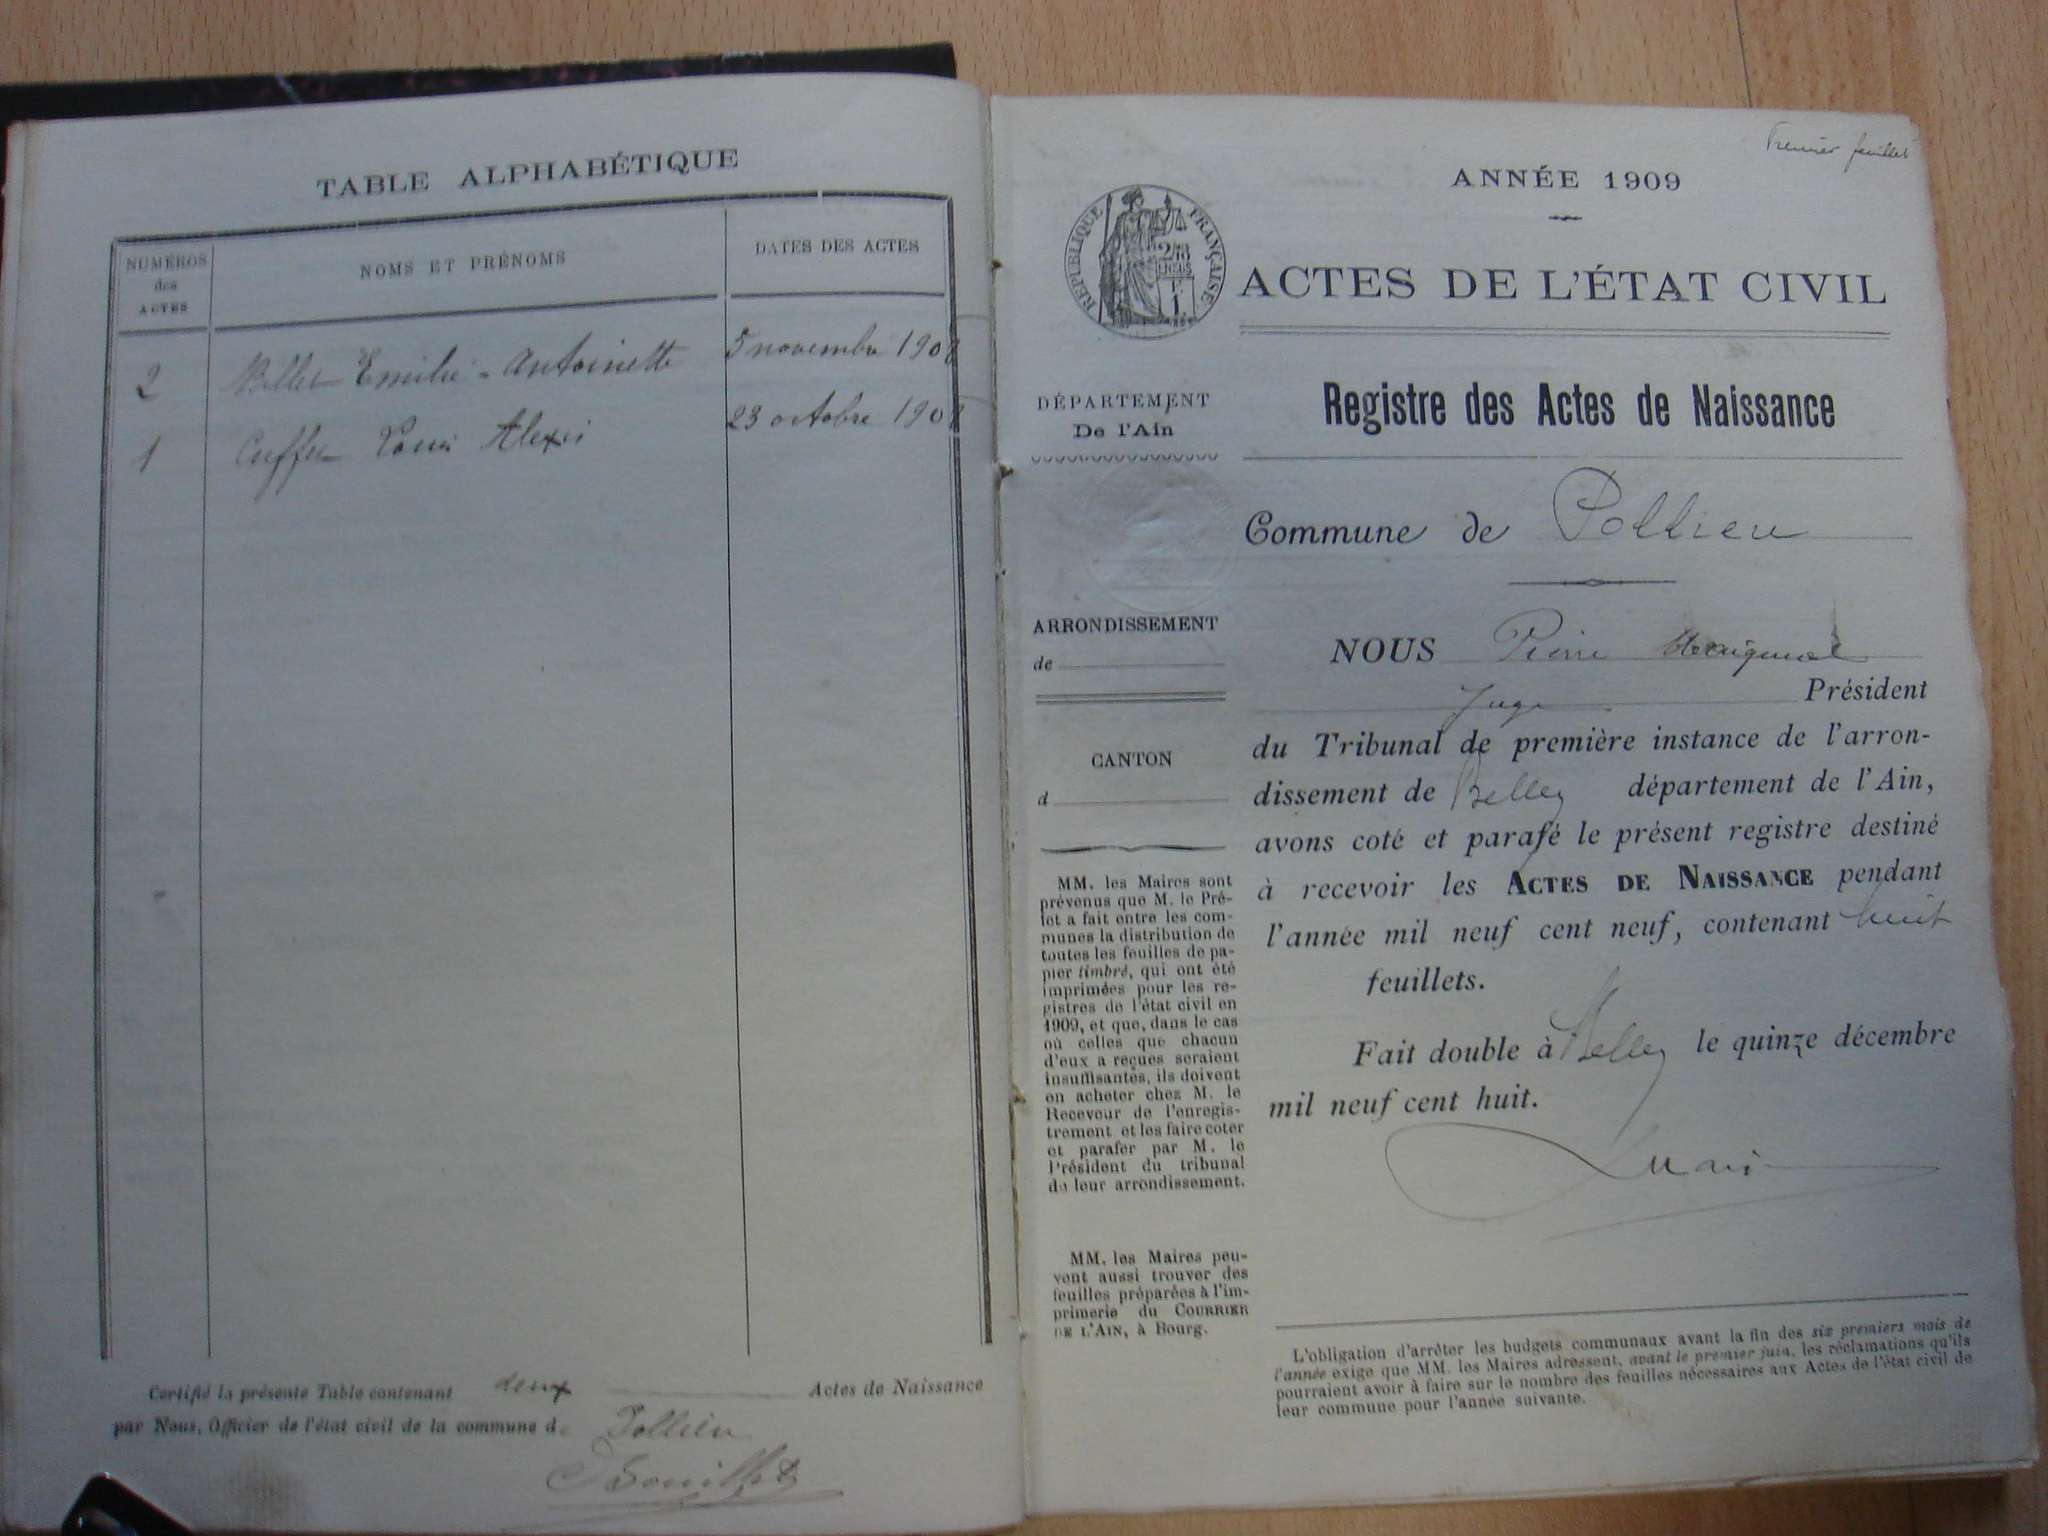 TABLE ALPHABÉTIQUE
NUMÉROS
des
ACTES
NOMS ET PRÉNOMS
DATES DES ACTES
2 Billet Emilie-Antoinette 5 novembre 1908
1 Cuffet Louis Alexis 23 octobre 1908
Certifié la présente Table contenant deux Actes de Naissance
par Nous, Officier de l'état civil de la commune de Pollieu
Premier feuillet
ANNÉE 1909
RÉPUBLIQUE FRANÇAISE
ACTES DE L'ÉTAT CIVIL
DÉPARTEMENT
De l'Ain
Registre des Actes de Naissance
Commune de Pollieu
ARRONDISSEMENT
de
CANTON
d
MM. les Maires sont
prévenus que M. le Pré-
fet a fait entre les com-
munes la distribution de
toutes les feuilles de pa-
pier timbré, qui ont été
imprimées pour les re-
gistres de l'état civil en
1909, et que, dans le cas
où celles que chacun
d'eux a reçues seraient
insuffisantes, ils doivent
en acheter chez M. le
Receveur de l'enregis-
trement et les faire coter
et parafer par M. le
Président du tribunal
de leur arrondissement.
MM. les Maires peu-
vent aussi trouver des
feuilles préparées à l'im-
primerie du COURRIER
DE L'AIN, à Bourg.
NOUS Pierre
Juge Président
du Tribunal de première instance de l'arron-
dissement de Belley département de l'Ain,
avons coté et parafé le présent registre destiné
à recevoir les ACTES DE NAISSANCE pendant
l'année mil neuf cent neuf, contenant huit
feuillets.
Fait double à Belley le quinze décembre
mil neuf cent huit.
L'obligation d'arrêter les budgets communaux avant la fin des six premiers mois de
l'année exige que MM. les Maires adressent, avant le premier juin, les réclamations qu'ils
pourraient avoir à faire sur le nombre des feuilles nécessaires aux Actes de l'état civil de
leur commune pour l'année suivante.